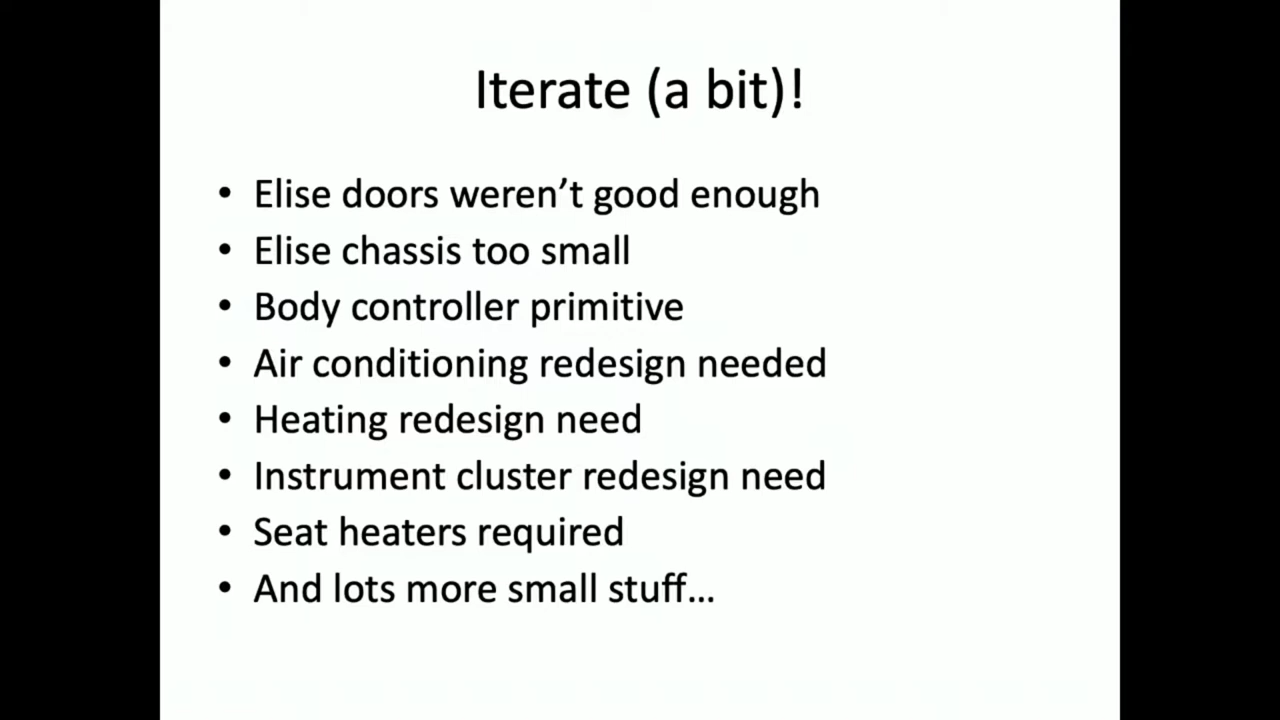 Iterate (a bit)!
• Elise doors weren’t good enough
• Elise chassis too small
• Body controller primitive
• Air conditioning redesign needed
• Heating redesign need
• Instrument cluster redesign need
• Seat heaters required
• And lots more small stuff…